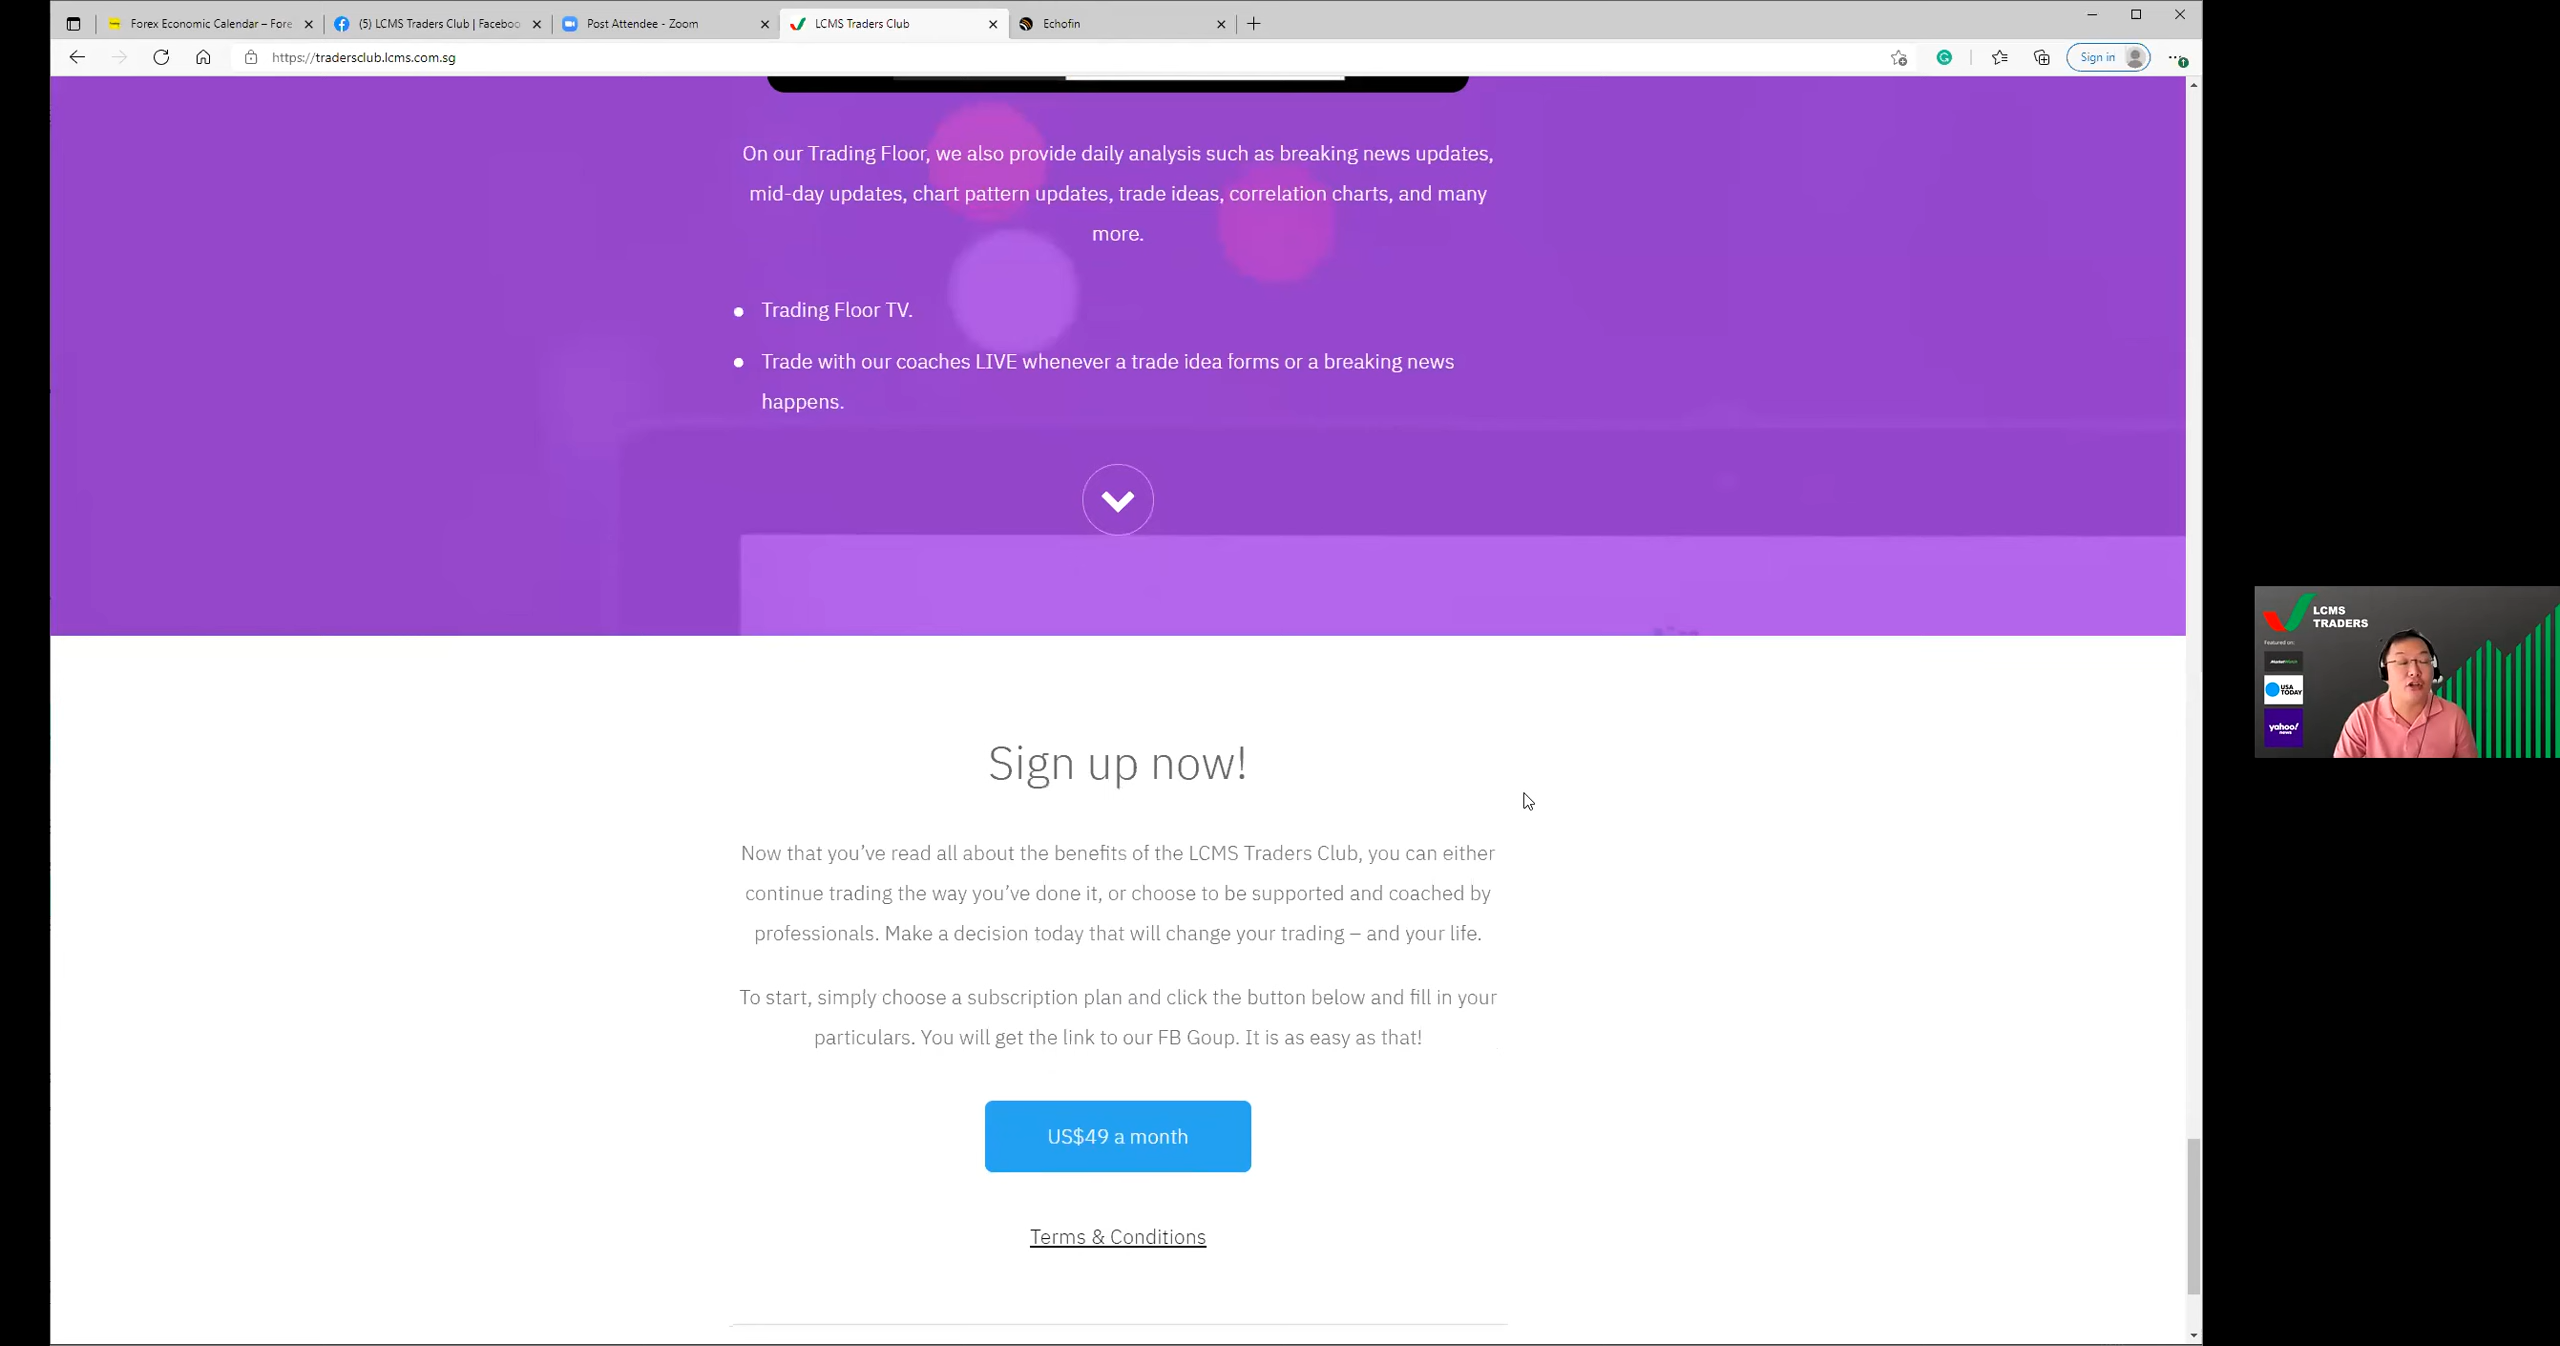 Forex Economic Calendar – Fore
(5) LCMS Traders Club | Faceboo
Post Attendee - Zoom
LCMS Traders Club
Echofin
https://tradersclub.lcms.com.sg
Sign in
On our Trading Floor, we also provide daily analysis such as breaking news updates,
mid-day updates, chart pattern updates, trade ideas, correlation charts, and many
more.
Trading Floor TV.
Trade with our coaches LIVE whenever a trade idea forms or a breaking news
happens.
LCMS
TRADERS
Featured on:
MarketWatch
USA
TODAY
yahoo!
news
Sign up now!
Now that you’ve read all about the benefits of the LCMS Traders Club, you can either
continue trading the way you’ve done it, or choose to be supported and coached by
professionals. Make a decision today that will change your trading – and your life.
To start, simply choose a subscription plan and click the button below and fill in your
particulars. You will get the link to our FB Goup. It is as easy as that!
US$49 a month
Terms & Conditions